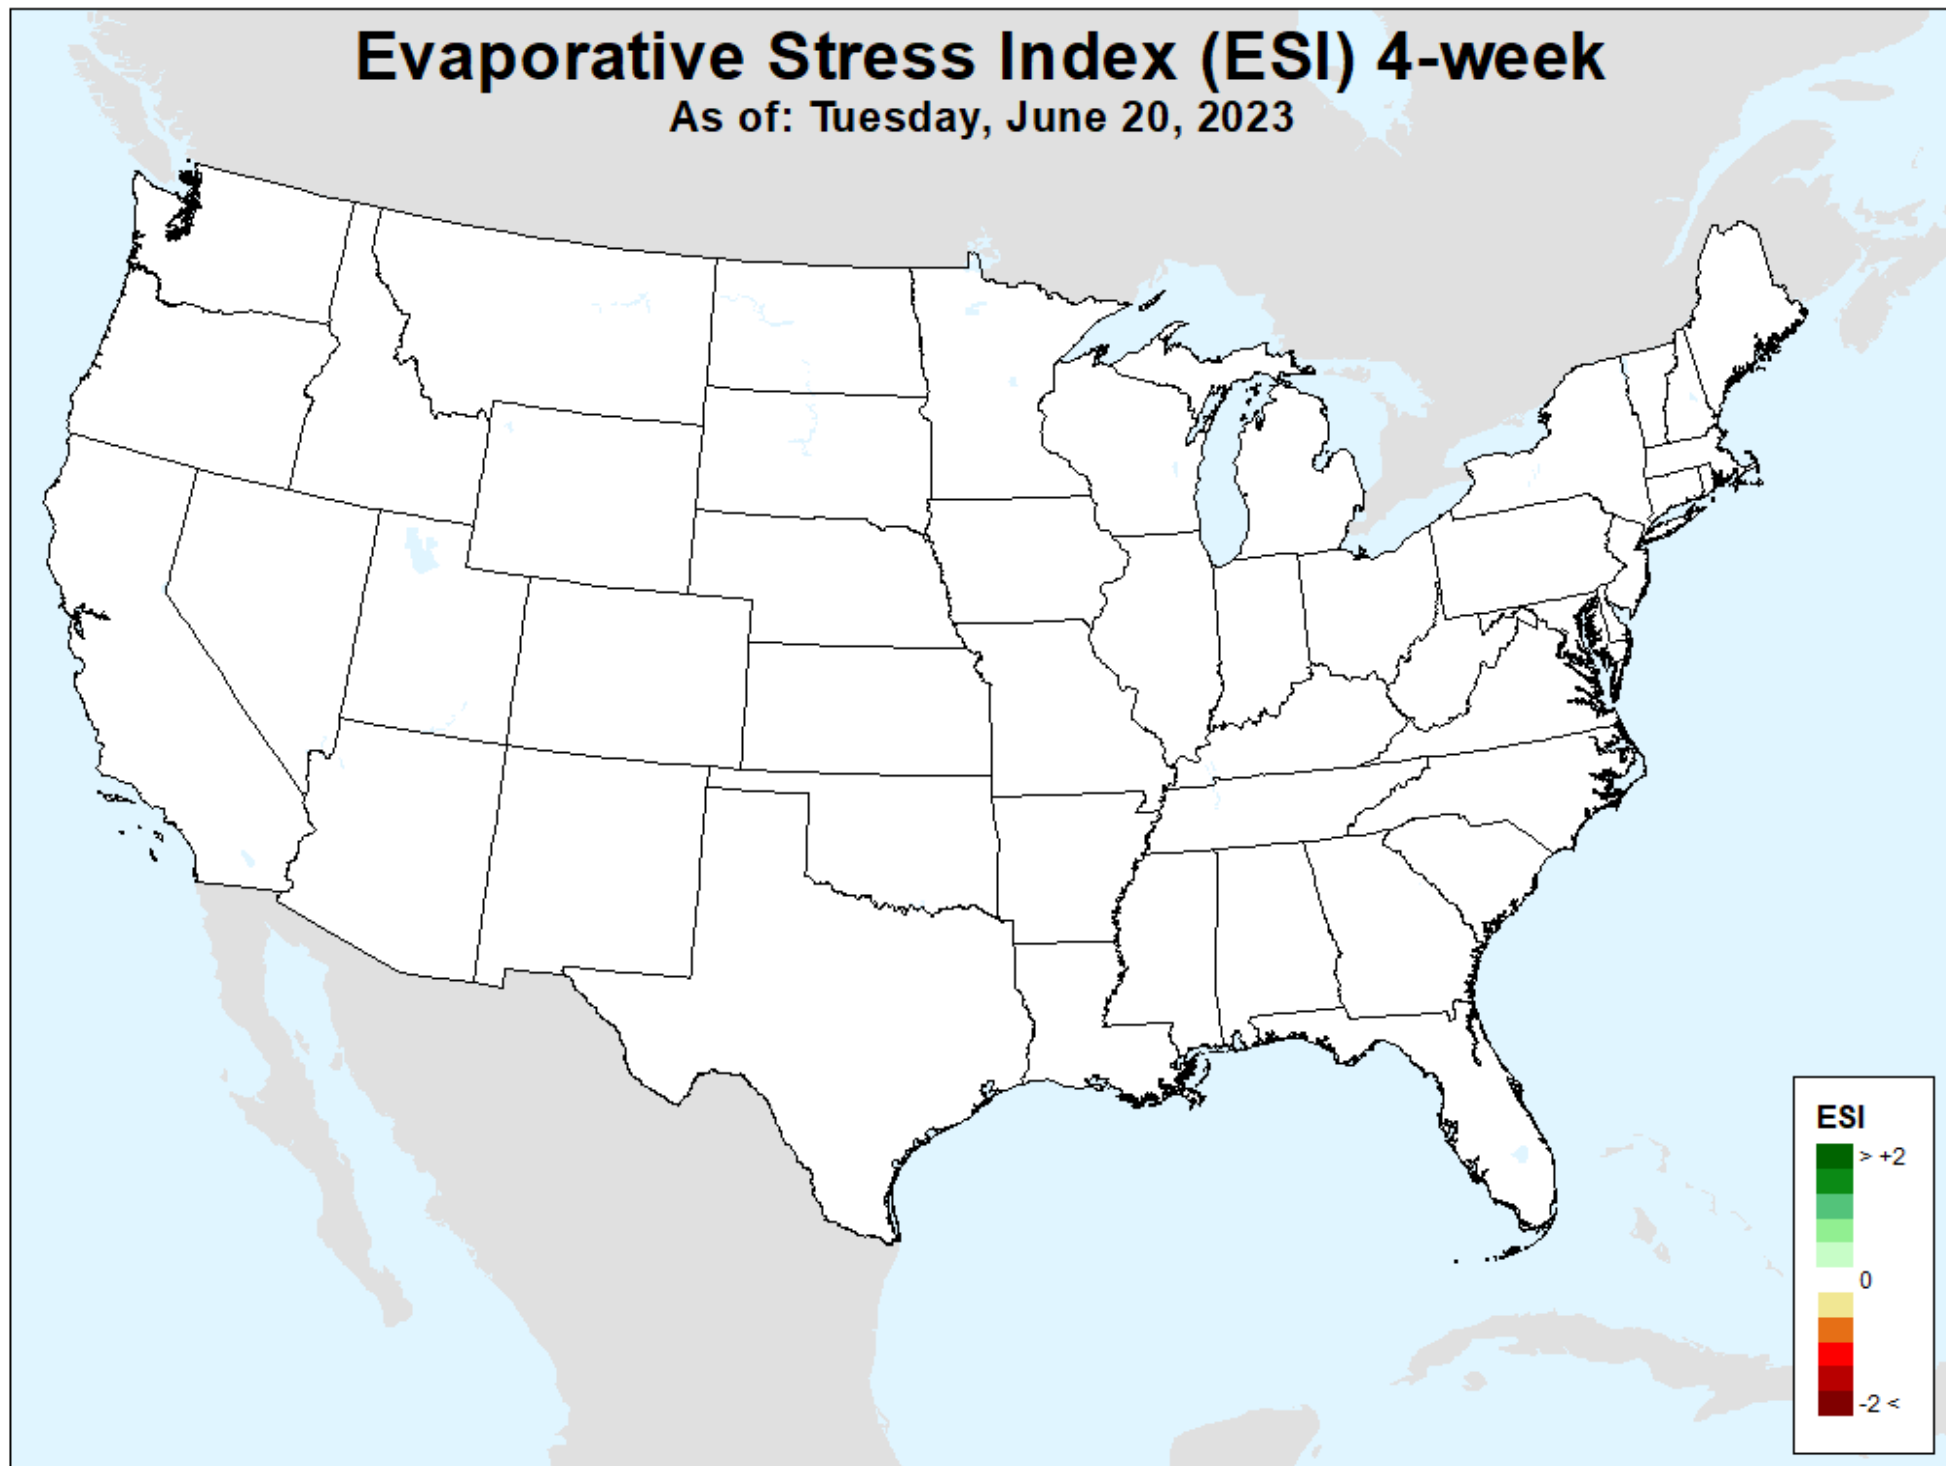 Evaporative Stress Index (ESI) 4-week
As of: Tuesday, June 20, 2023
ESI
> +2
0
-2 <